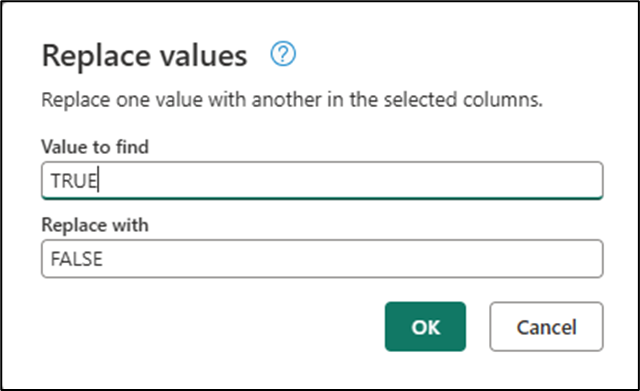 Replace values ?
Replace one value with another in the selected columns.
Value to find
TRUE
Replace with
FALSE
OK Cancel